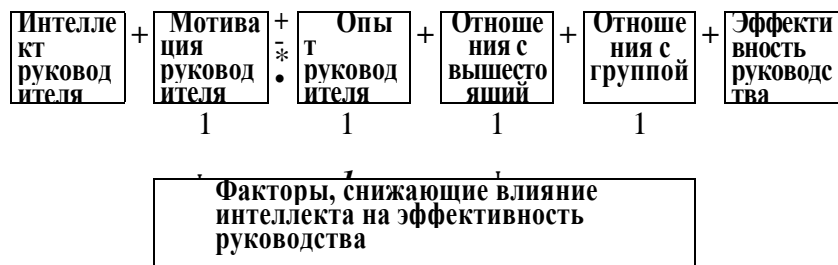 Интелле
кт
руковод
ителя
+
Мотива
ция
руковод
ителя
+
-
*
•
Опы
т
руковод
ителя
+
Отноше
ния с
вышесто
яший
+
Отноше
ния с
группой
+
Эффекти
вность
руководс
тва
1 1 1 1
Факторы, снижающие влияние
интеллекта на эффективность
руководства